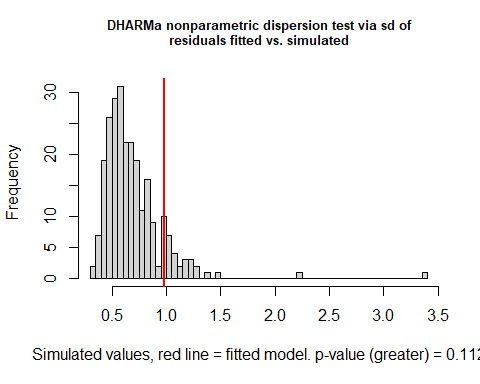 DHARMa nonparametric dispersion test via sd of
residuals fitted vs. simulated
Frequency
30
20
10
5
0
0.5 1.0 1.5 2.0 2.5 3.0 3.5
Simulated values, red line = fitted model. p-value (greater) = 0.112